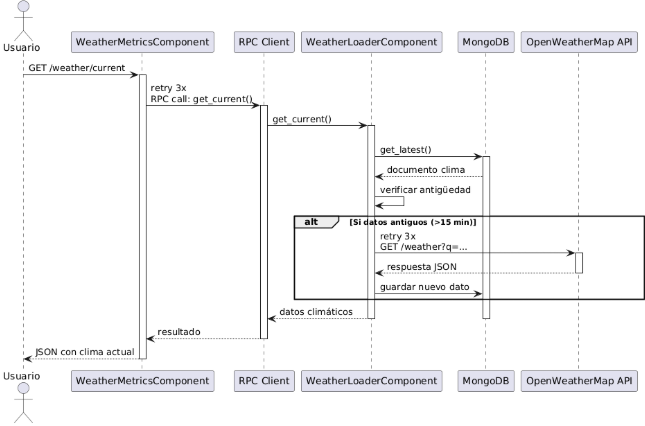 Usuario
WeatherMetricsComponent
RPC Client
WeatherLoaderComponent
MongoDB
OpenWeatherMap API
GET /weather/current
retry 3x
RPC call: get_current()
get_current()
get_latest()
documento clima
verificar antigüedad
alt
[Si datos antiguos (>15 min)]
retry 3x
GET /weather?q=...
respuesta JSON
guardar nuevo dato
datos climáticos
resultado
JSON con clima actual
Usuario
WeatherMetricsComponent
RPC Client
WeatherLoaderComponent
MongoDB
OpenWeatherMap API